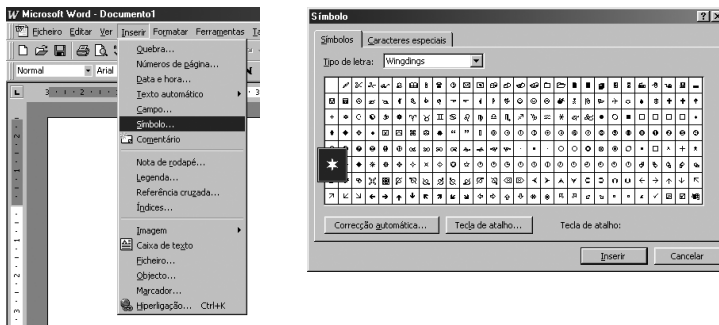 Microsoft Word - Documento1
Ficheiro Editar Ver Inserir Formatar Ferramentas
Normal Arial
Quebra...
Números de página...
Data e hora...
Texto automático
Campo...
Símbolo...
Comentário
Nota de rodapé...
Legenda...
Referência cruzada...
Índices...
Imagem
Caixa de texto
Ficheiro...
Objecto...
Marcador...
Hiperligação... Ctrl+K
Símbolo
Símbolos Caracteres especiais
Tipo de letra: Wingdings
Correcção automática... Tecla de atalho... Tecla de atalho:
Inserir Cancelar